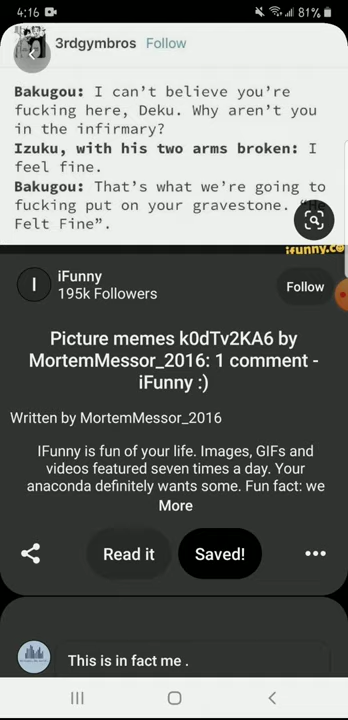 4:16
81%
3rdgymbros Follow
Bakugou: I can't believe you're
fucking here, Deku. Why aren't you
in the infirmary?
Izuku, with his two arms broken: I
feel fine.
Bakugou: That's what we're going to
fucking put on your gravestone. "He
Felt Fine".
ifunny.co
I
iFunny
195k Followers
Follow
Picture memes k0dTv2KA6 by
MortemMessor_2016: 1 comment -
iFunny :)
Written by MortemMessor_2016
IFunny is fun of your life. Images, GIFs and
videos featured seven times a day. Your
anaconda definitely wants some. Fun fact: we
More
Read it
Saved!
This is in fact me .